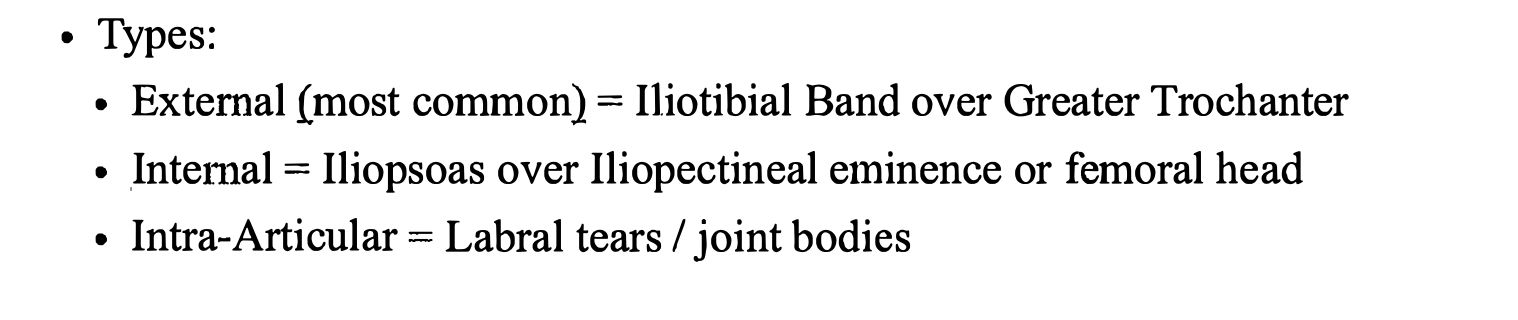 • Types:
• External (most common) = Iliotibial Band over Greater Trochanter
• Internal = Iliopsoas over Iliopectineal eminence or femoral head
• Intra-Articular = Labral tears / joint bodies